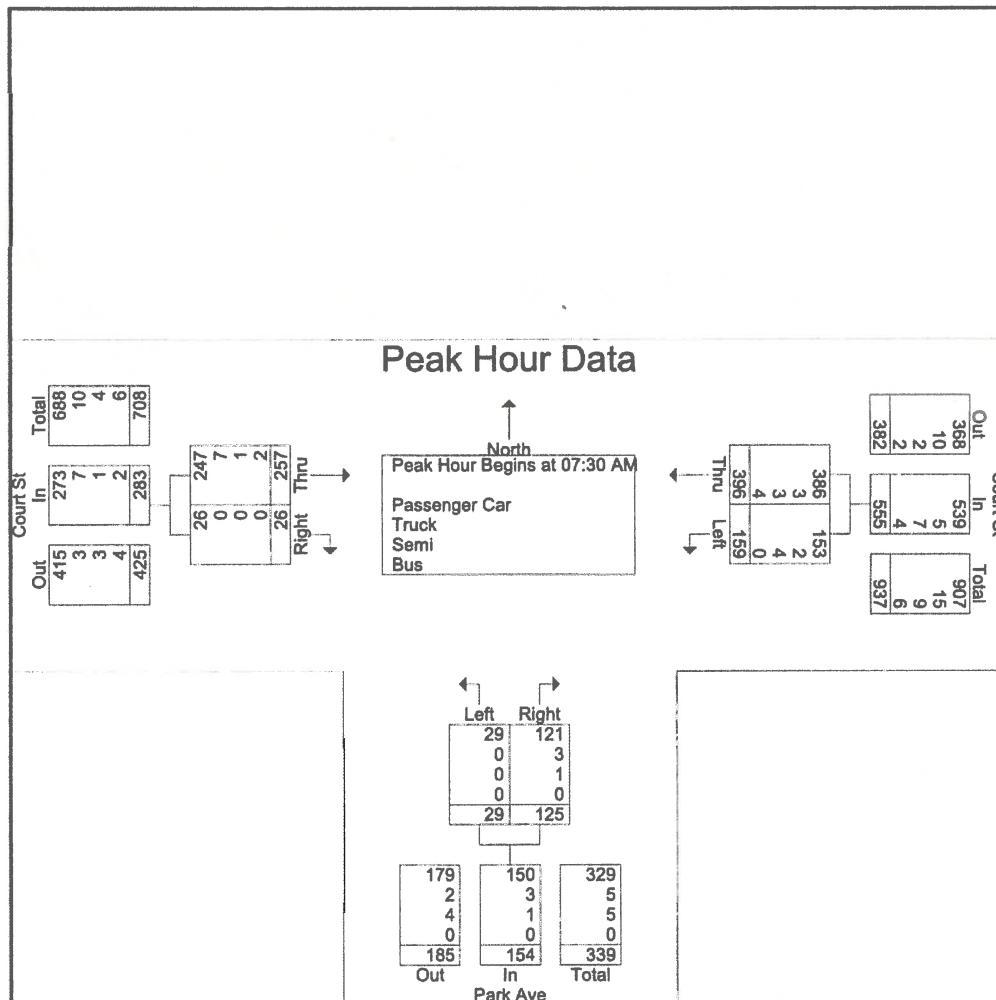 Peak Hour Data
North
Peak Hour Begins at 07:30 AM
Passenger Car
Truck
Semi
Bus
Court St
Total
688
10
4
6
708
In
273
7
1
2
283
Out
415
3
3
4
425
Thru
247
7
1
2
257
Right
26
0
0
0
26
Thru
386
3
3
4
396
Left
153
2
4
0
159
Out
368
10
2
2
382
In
539
5
7
4
555
Total
907
15
9
6
937
Left Right
29 121
0 3
0 1
0 0
29 125
179 150 329
2 3 5
4 1 5
0 0 0
185 154 339
Out In Total
Park Ave